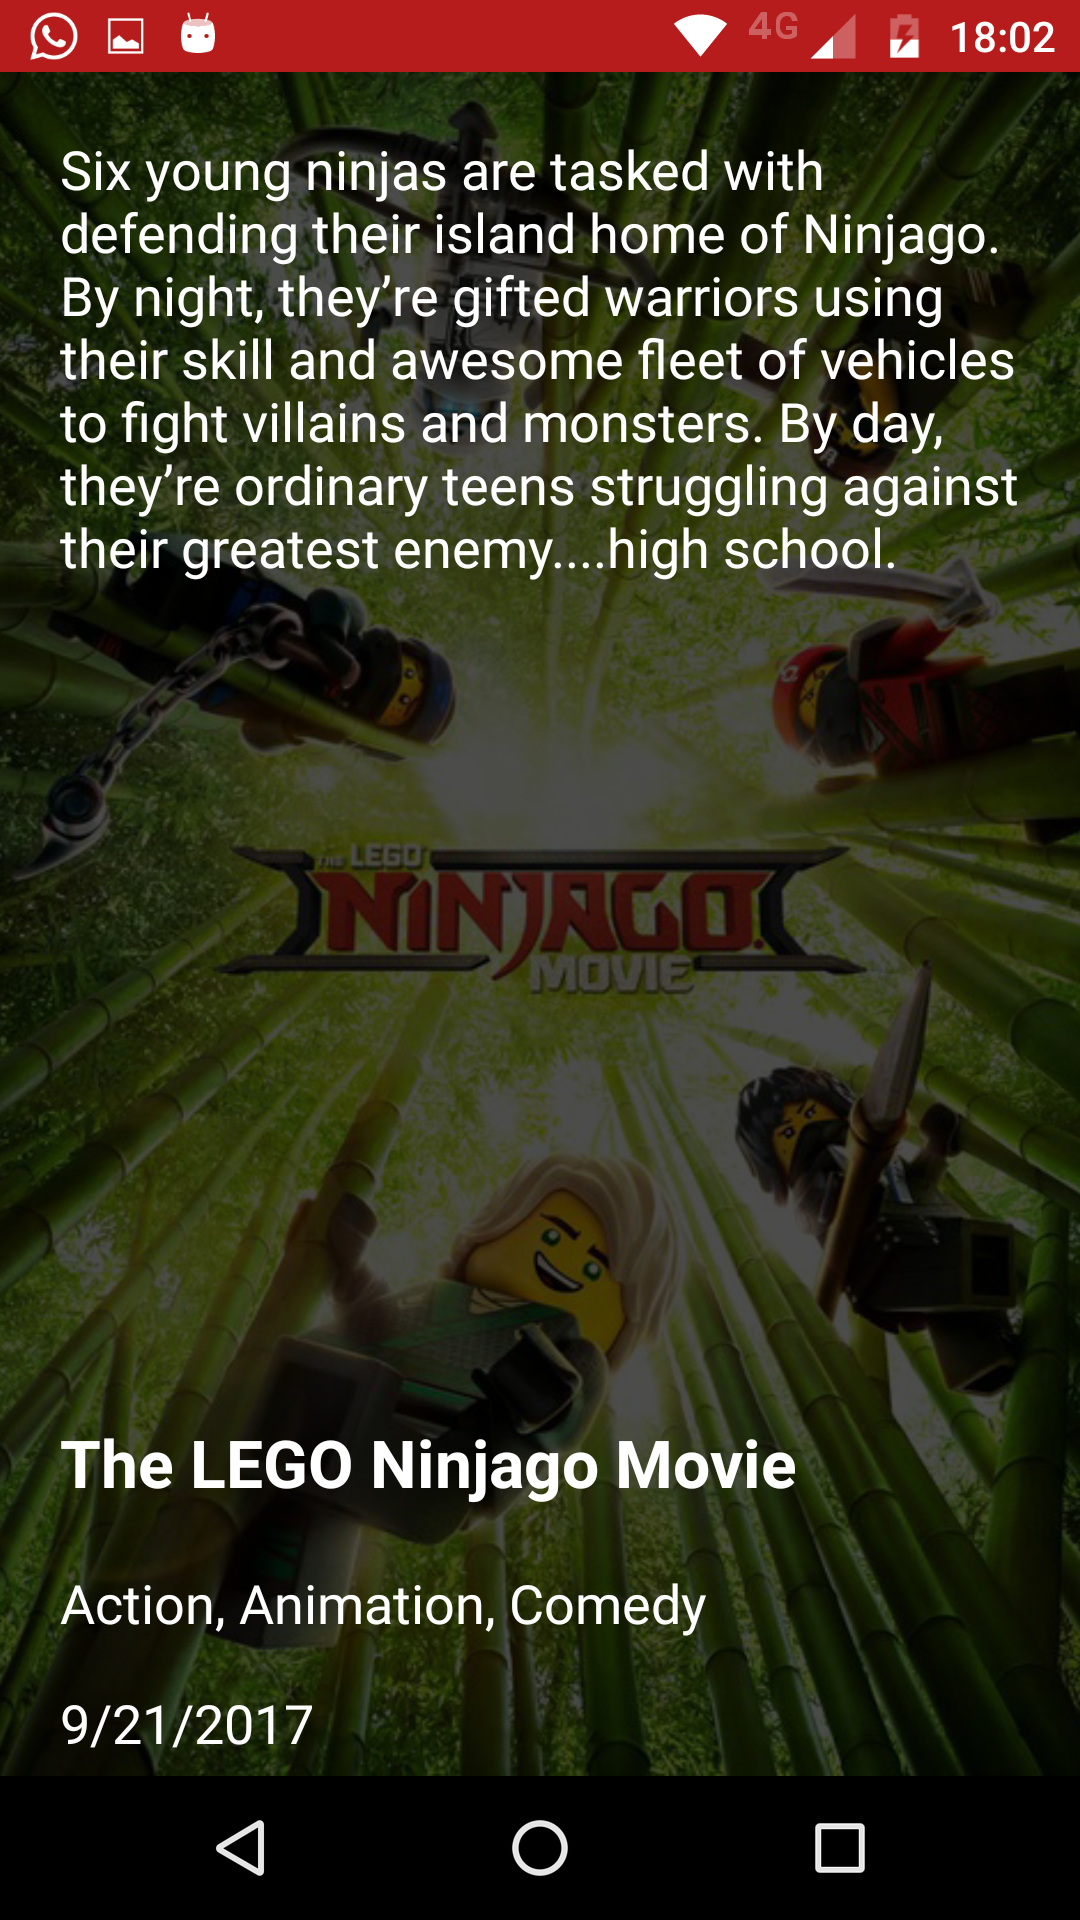 4G 18:02
Six young ninjas are tasked with
defending their island home of Ninjago.
By night, they’re gifted warriors using
their skill and awesome fleet of vehicles
to fight villains and monsters. By day,
they’re ordinary teens struggling against
their greatest enemy....high school.
THE LEGO
NINJAGO.
MOVIE
The LEGO Ninjago Movie
Action, Animation, Comedy
9/21/2017